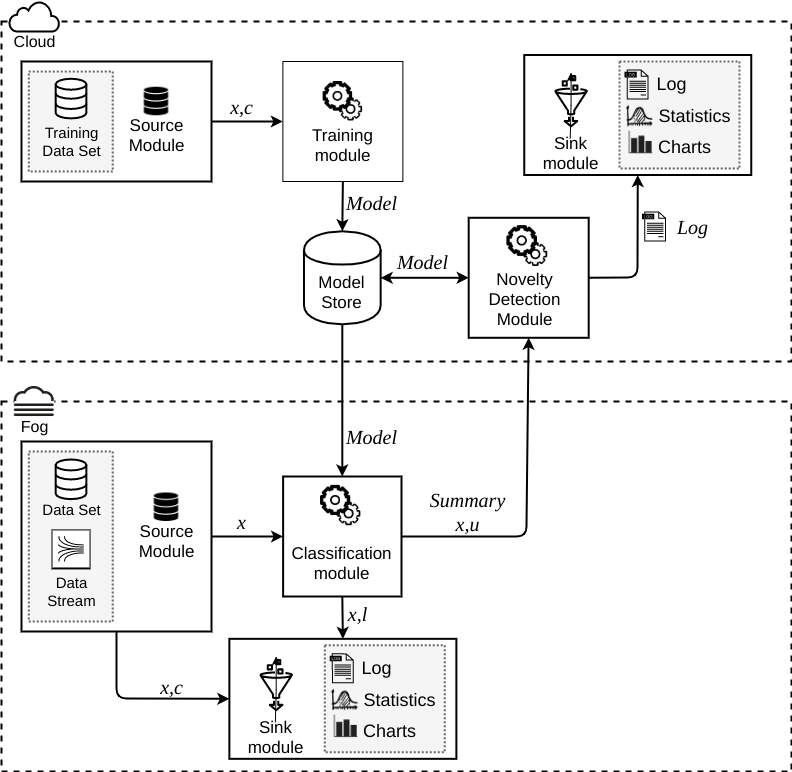 Cloud
Training
Data Set
Source
Module
x,c
Training
module
Model
Model
Store
Model
Novelty
Detection
Module
Log
Sink
module
Log
Statistics
Charts
Fog
Data Set
Data
Stream
Source
Module
x
Model
Classification
module
Summary
x,u
x,l
x,c
Sink
module
Log
Statistics
Charts